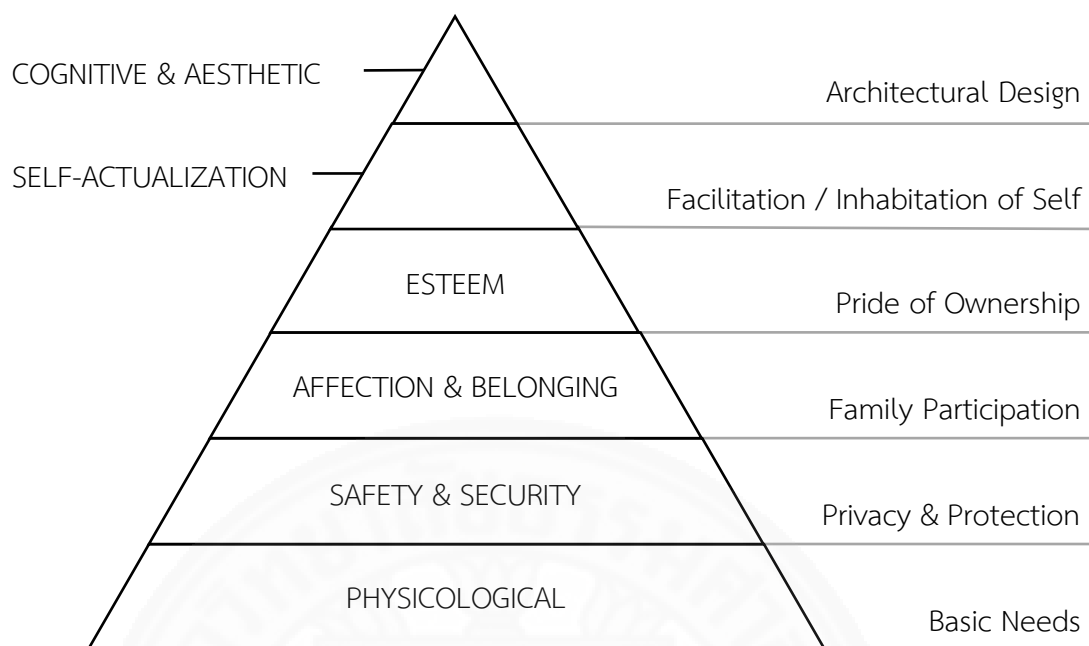 COGNITIVE & AESTHETIC
Architectural Design
SELF-ACTUALIZATION
Facilitation / Inhabitation of Self
ESTEEM
Pride of Ownership
AFFECTION & BELONGING
Family Participation
SAFETY & SECURITY
Privacy & Protection
PHYSICOLOGICAL
Basic Needs